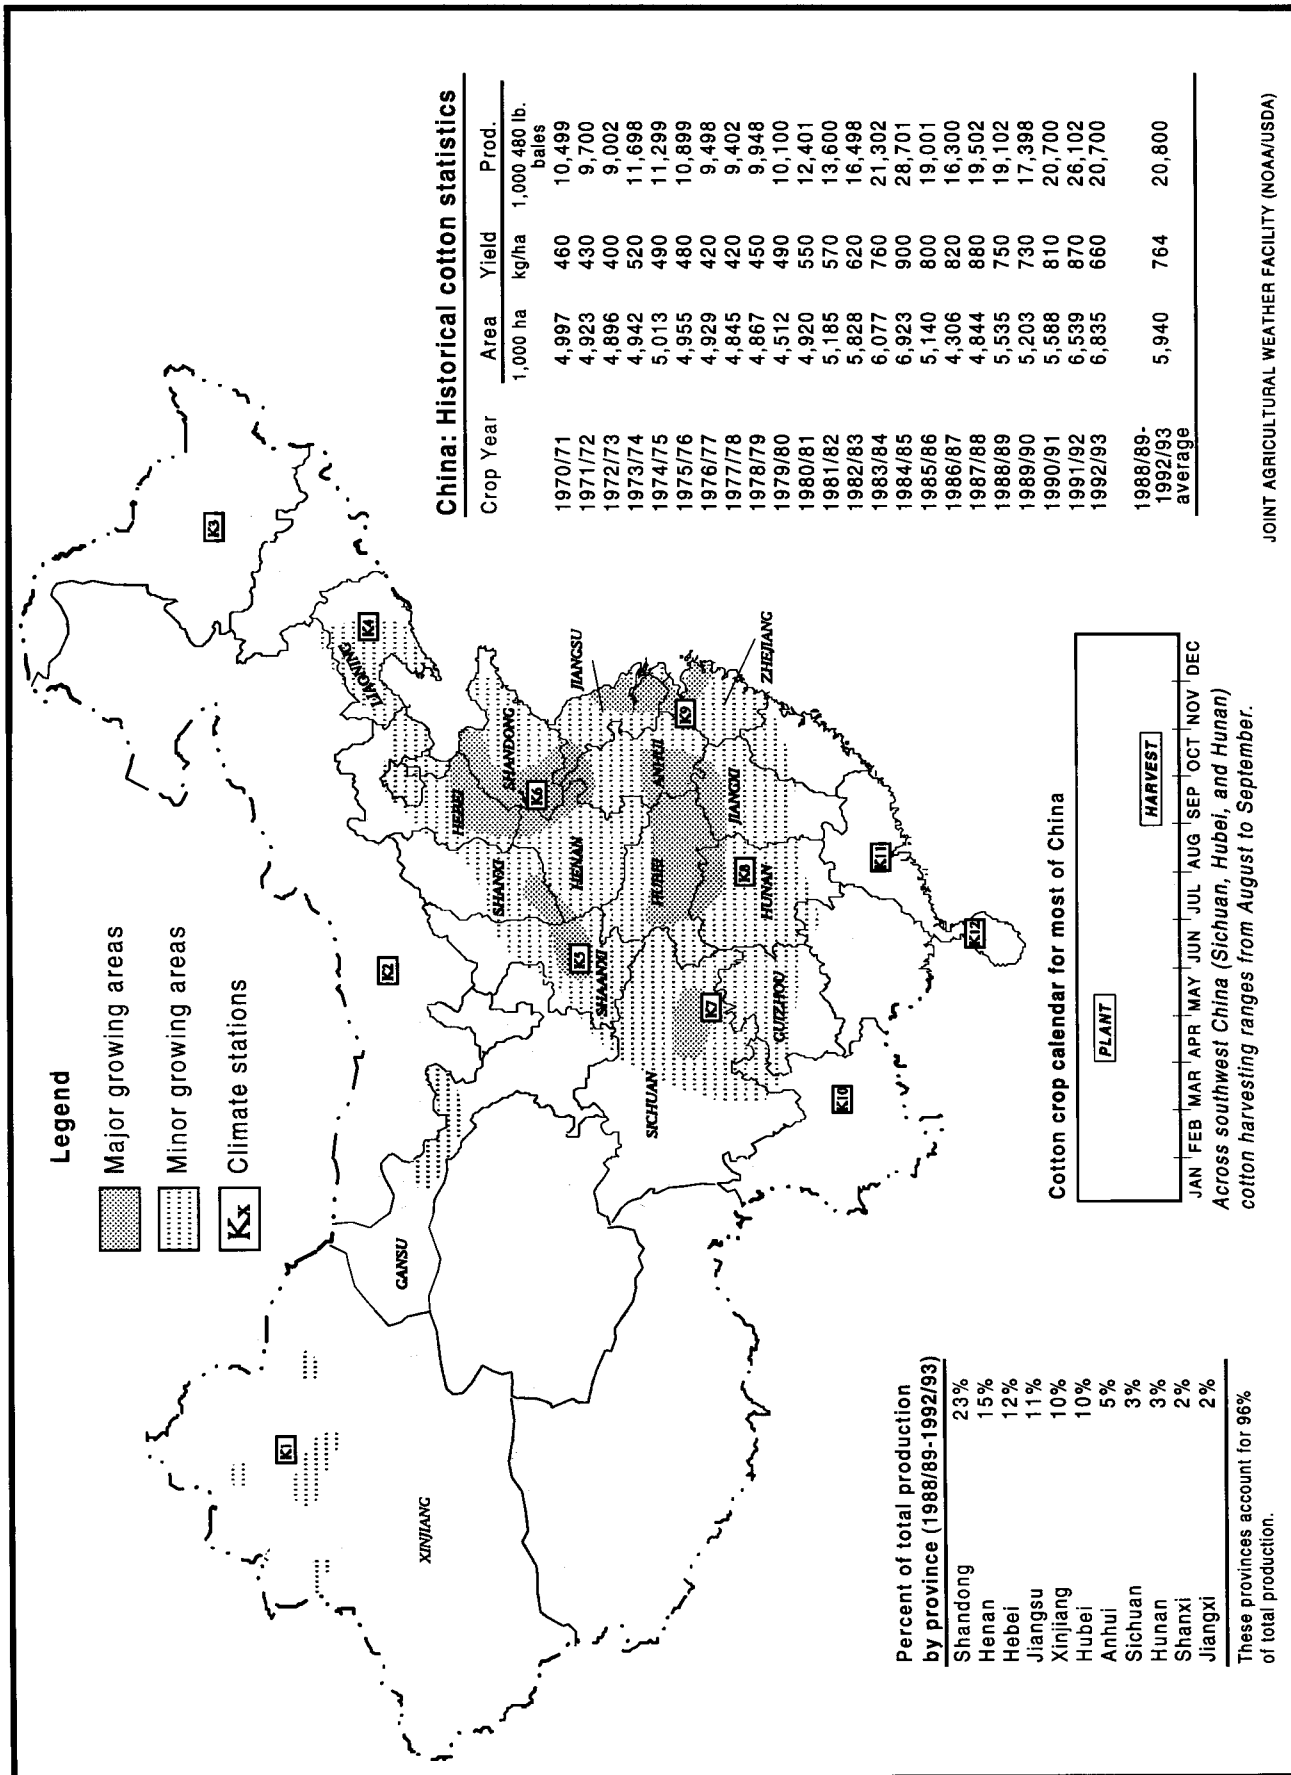 Legend
Major growing areas
Minor growing areas
Kx Climate stations
K1
K2
K3
K4
K5
K6
K7
K8
K9
K10
K11
K12
XINJIANG
GANSU
LIAONING
HEBEI
SHANDONG
SHANXI
SHAANXI
HENAN
JIANGSU
ANHUI
HUBEI
ZHEJIANG
JIANGXI
HUNAN
GUIZHOU
SICHUAN
China: Historical cotton statistics
Crop Year Area Yield Prod.
1,000 ha kg/ha 1,000 480 lb.
bales
1970/71 4,997 460 10,499
1971/72 4,923 430 9,700
1972/73 4,896 400 9,002
1973/74 4,942 520 11,698
1974/75 5,013 490 11,299
1975/76 4,955 480 10,899
1976/77 4,929 420 9,498
1977/78 4,845 420 9,402
1978/79 4,867 450 9,948
1979/80 4,512 490 10,100
1980/81 4,920 550 12,401
1981/82 5,185 570 13,600
1982/83 5,828 620 16,498
1983/84 6,077 760 21,302
1984/85 6,923 900 28,701
1985/86 5,140 800 19,001
1986/87 4,306 820 16,300
1987/88 4,844 880 19,502
1988/89 5,535 750 19,102
1989/90 5,203 730 17,398
1990/91 5,588 810 20,700
1991/92 6,539 870 26,102
1992/93 6,835 660 20,700
1988/89-
1992/93 5,940 764 20,800
average
Percent of total production
by province (1988/89-1992/93)
Shandong 23%
Henan 15%
Hebei 12%
Jiangsu 11%
Xinjiang 10%
Hubei 10%
Anhui 5%
Sichuan 3%
Hunan 3%
Shanxi 2%
Jiangxi 2%
These provinces account for 96%
of total production.
Cotton crop calendar for most of China
PLANT
HARVEST
JAN FEB MAR APR MAY JUN JUL AUG SEP OCT NOV DEC
Across southwest China (Sichuan, Hubei, and Hunan)
cotton harvesting ranges from August to September.
JOINT AGRICULTURAL WEATHER FACILITY (NOAA/USDA)